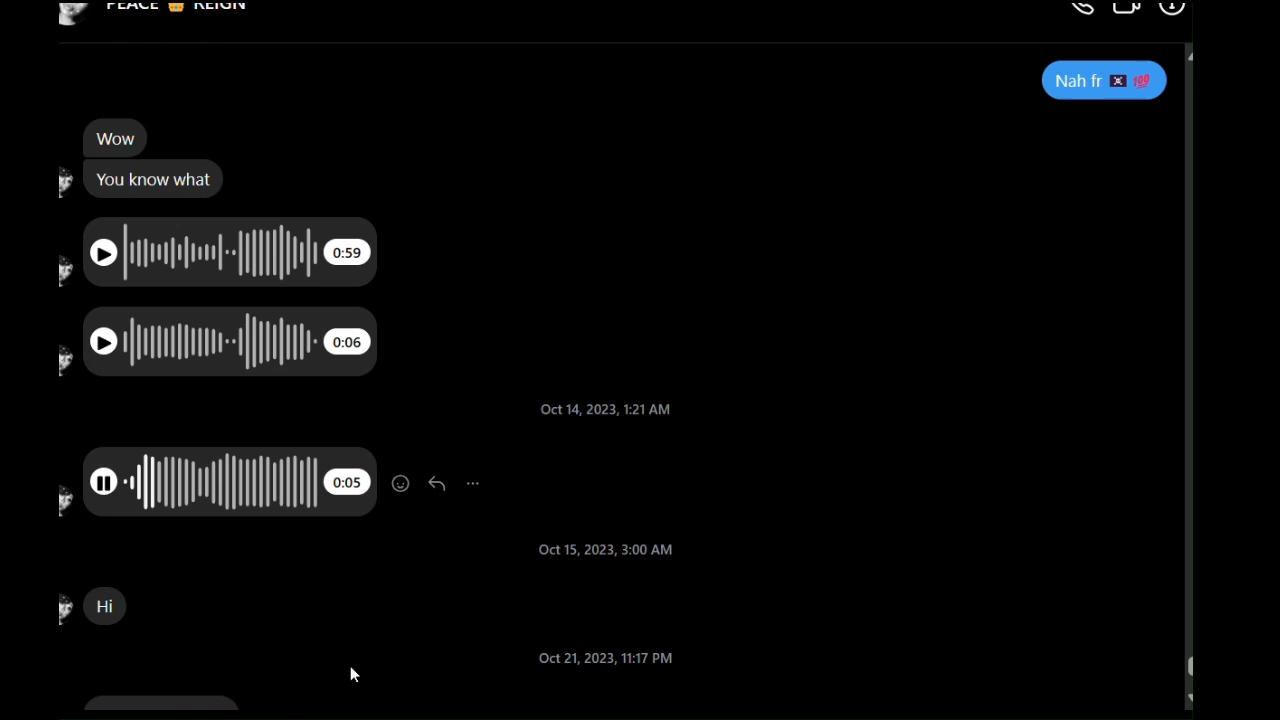 PEACE 👑 REIGN
Nah fr 🇰🇷 💯
Wow
You know what
0:59
0:06
Oct 14, 2023, 1:21 AM
0:05
Oct 15, 2023, 3:00 AM
Hi
Oct 21, 2023, 11:17 PM